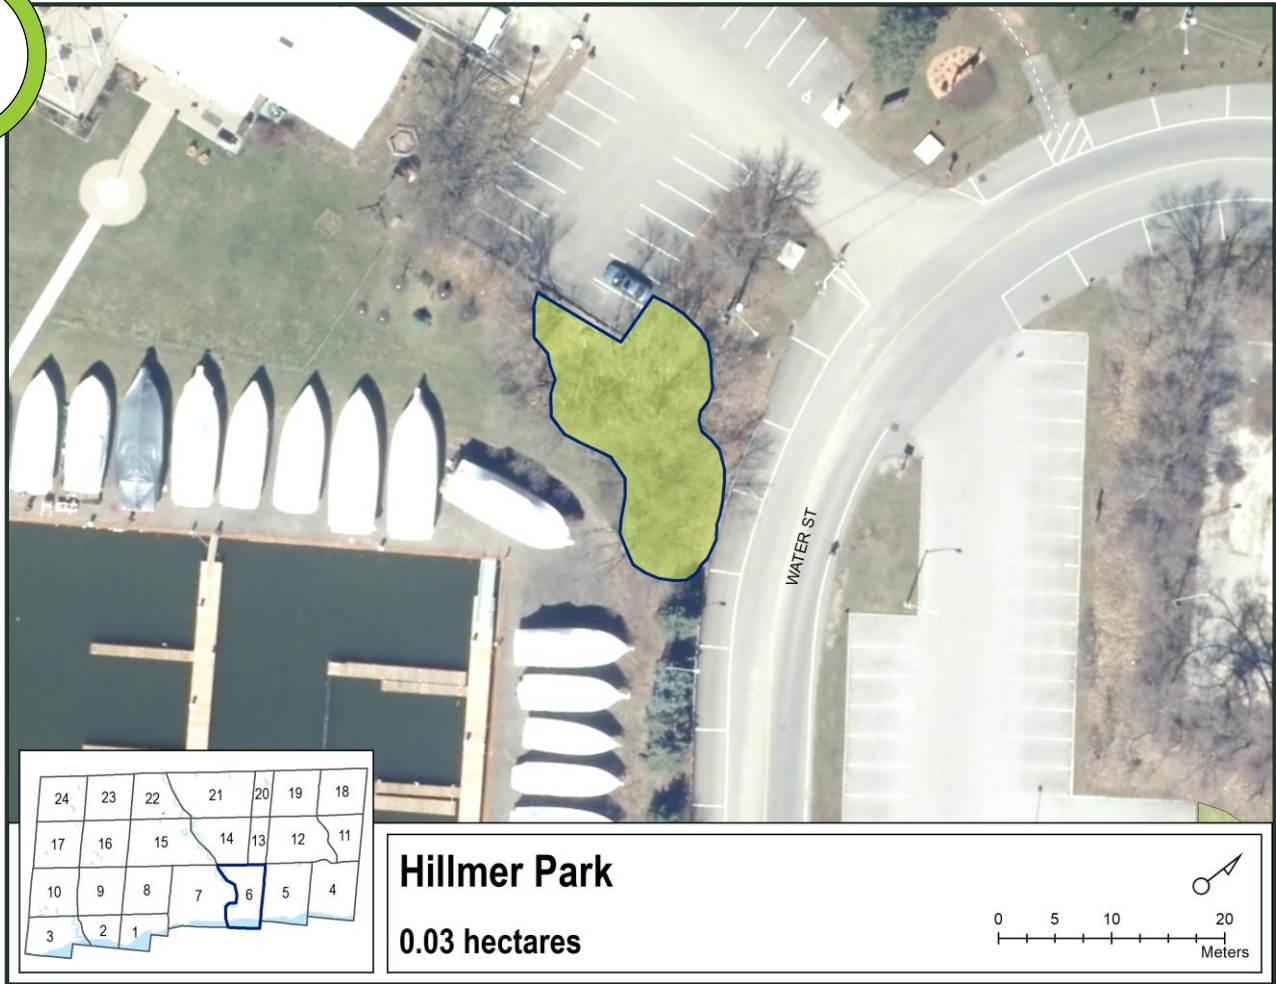 WATER ST
24 23 22 21 20 19 18
17 16 15 14 13 12 11
10 9 8 7 6 5 4
3 2 1
Hillmer Park
0.03 hectares
0 5 10 20
Meters